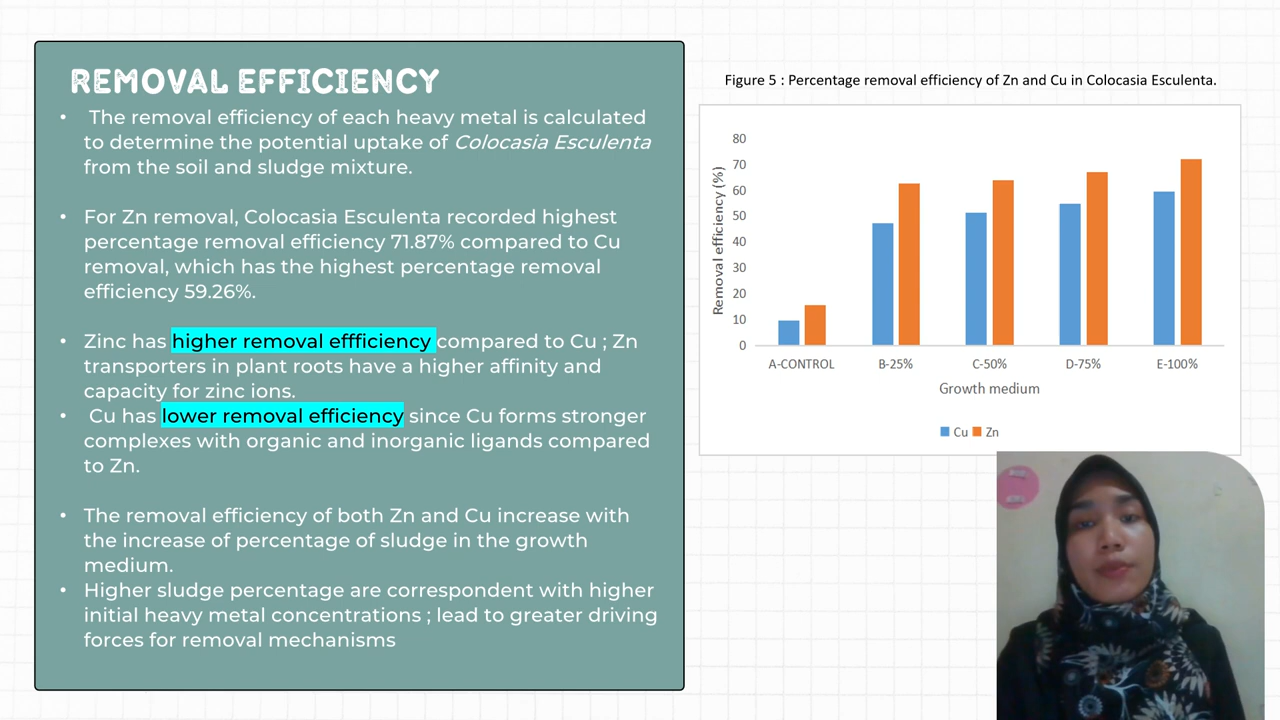 REMOVAL EFFICIENCY
• The removal efficiency of each heavy metal is calculated
to determine the potential uptake of Colocasia Esculenta
from the soil and sludge mixture.
• For Zn removal, Colocasia Esculenta recorded highest
percentage removal efficiency 71.87% compared to Cu
removal, which has the highest percentage removal
efficiency 59.26%.
• Zinc has higher removal effficiency compared to Cu ; Zn
transporters in plant roots have a higher affinity and
capacity for zinc ions.
• Cu has lower removal efficiency since Cu forms stronger
complexes with organic and inorganic ligands compared
to Zn.
• The removal efficiency of both Zn and Cu increase with
the increase of percentage of sludge in the growth
medium.
• Higher sludge percentage are correspondent with higher
initial heavy metal concentrations ; lead to greater driving
forces for removal mechanisms
Figure 5 : Percentage removal efficiency of Zn and Cu in Colocasia Esculenta.
Removal efficiency (%)
80
70
60
50
40
30
20
10
0
A-CONTROL B-25% C-50% D-75% E-100%
Growth medium
Cu Zn